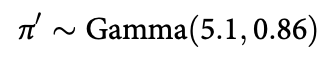 π′ ∼ Gamma(5.1, 0.86)